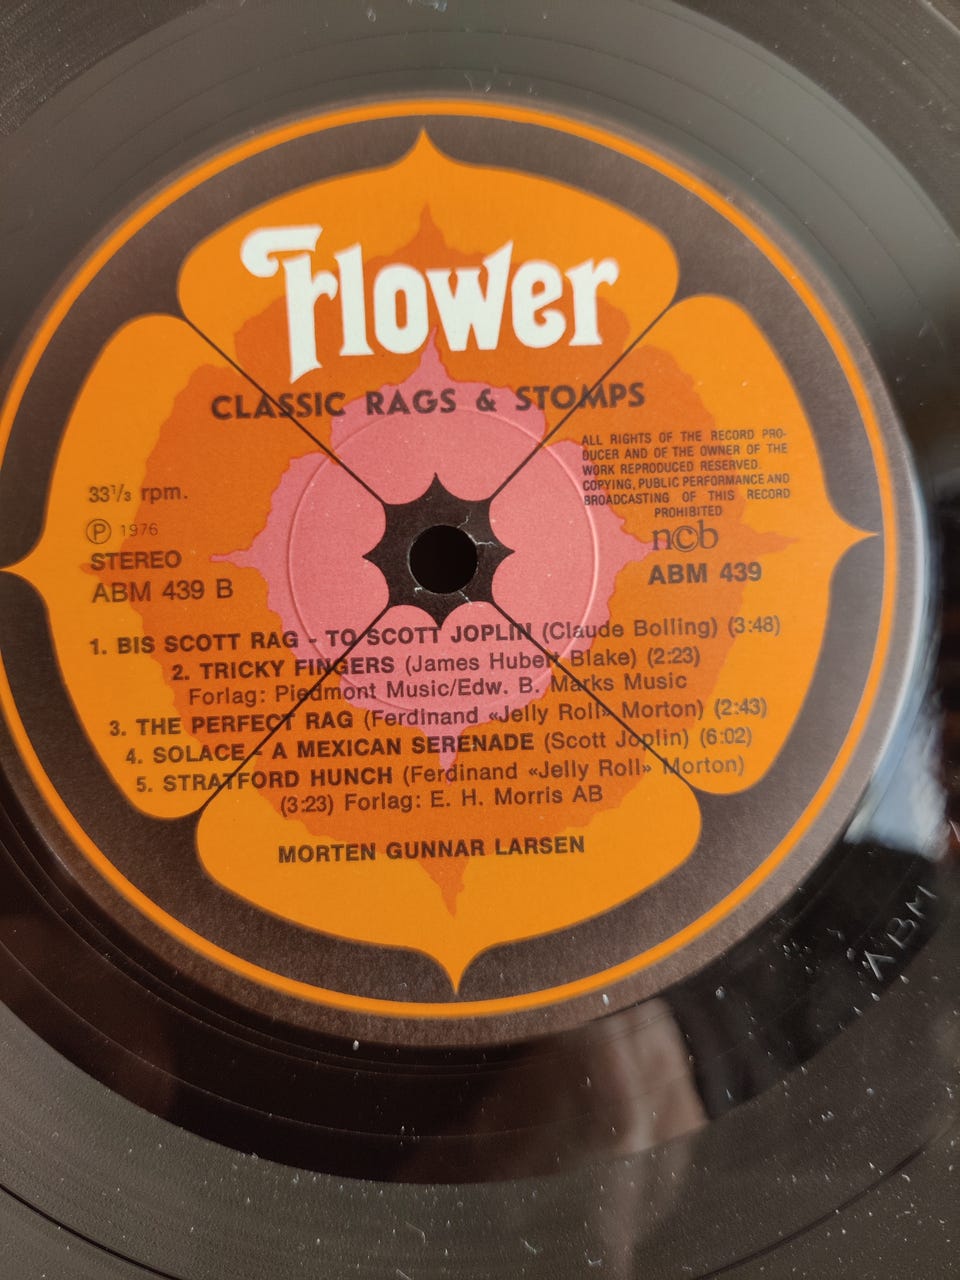 Flower
CLASSIC RAGS & STOMPS
ALL RIGHTS OF THE RECORD PRO-
DUCER AND OF THE OWNER OF THE
WORK REPRODUCED RESERVED.
COPYING, PUBLIC PERFORMANCE AND
BROADCASTING OF THIS RECORD
PROHIBITED
33 1/3 rpm.
Ⓟ 1976
STEREO
ABM 439 B
n©b
ABM 439
1. BIS SCOTT RAG - TO SCOTT JOPLIN (Claude Bolling) (3:48)
2. TRICKY FINGERS (James Hubert Blake) (2:23)
Forlag: Piedmont Music/Edw. B. Marks Music
3. THE PERFECT RAG (Ferdinand «Jelly Roll» Morton) (2:43)
4. SOLACE - A MEXICAN SERENADE (Scott Joplin) (6:02)
5. STRATFORD HUNCH (Ferdinand «Jelly Roll» Morton)
(3:23) Forlag: E. H. Morris AB
MORTEN GUNNAR LARSEN
ABM